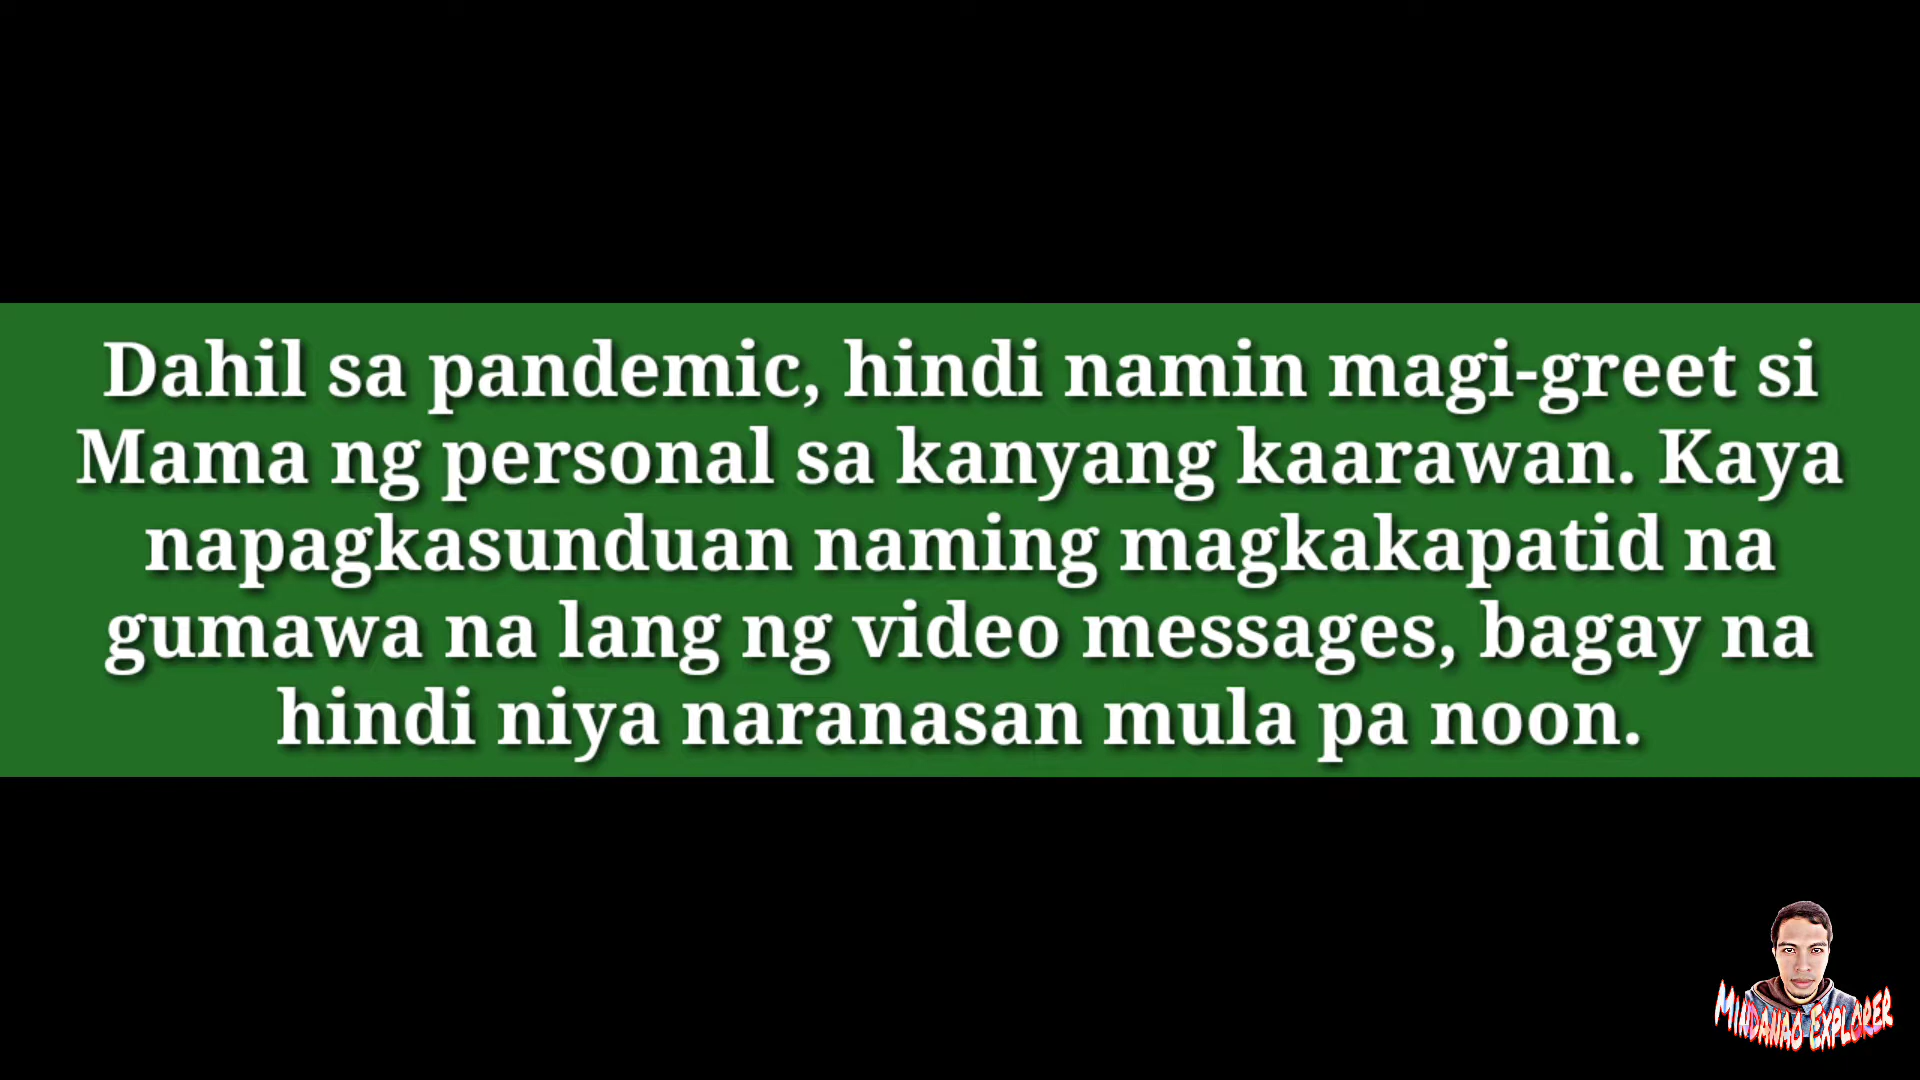 Dahil sa pandemic, hindi namin magi-greet si
Mama ng personal sa kanyang kaarawan. Kaya
napagkasunduan naming magkakapatid na
gumawa na lang ng video messages, bagay na
hindi niya naranasan mula pa noon.
MINDANAO EXPLORER